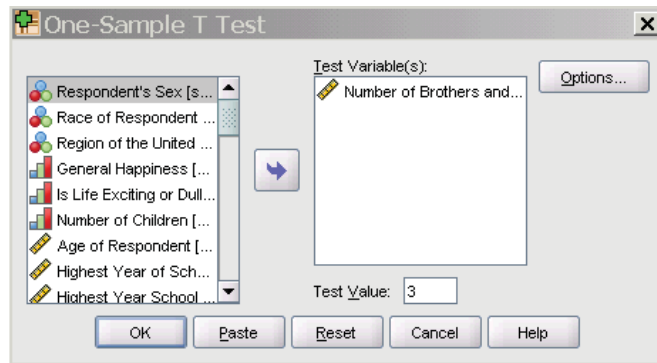 One-Sample T Test
Respondent's Sex [s...
Race of Respondent ...
Region of the United ...
General Happiness [...
Is Life Exciting or Dull...
Number of Children [...
Age of Respondent [...
Highest Year of Sch...
Highest Year School ...
Test Variable(s):
Number of Brothers and...
Options...
Test Value: 3
OK Paste Reset Cancel Help